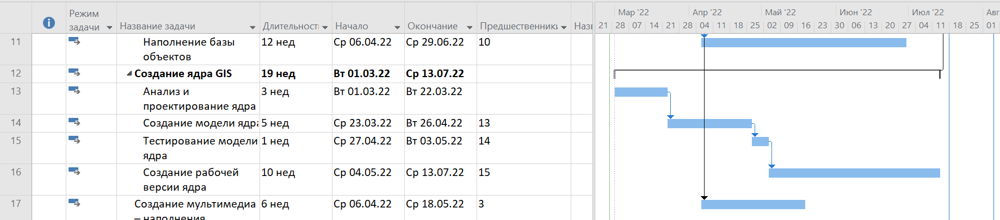 Режим задачи Название задачи Длительность Начало Окончание Предшественники Назв
Мар '22 Апр '22 Май '22 Июн '22 Июл '22 Авг
21 28 07 14 21 28 04 11 18 25 02 09 16 23 30 06 13 20 27 04 11 18 25 01
11 Наполнение базы объектов 12 нед Ср 06.04.22 Ср 29.06.22 10
12 Создание ядра GIS 19 нед Вт 01.03.22 Ср 13.07.22
13 Анализ и проектирование ядра 3 нед Вт 01.03.22 Вт 22.03.22
14 Создание модели ядра 5 нед Ср 23.03.22 Вт 26.04.22 13
15 Тестирование модели ядра 1 нед Ср 27.04.22 Вт 03.05.22 14
16 Создание рабочей версии ядра 10 нед Ср 04.05.22 Ср 13.07.22 15
17 Создание мультимедиа – наполнения 6 нед Ср 06.04.22 Ср 18.05.22 3